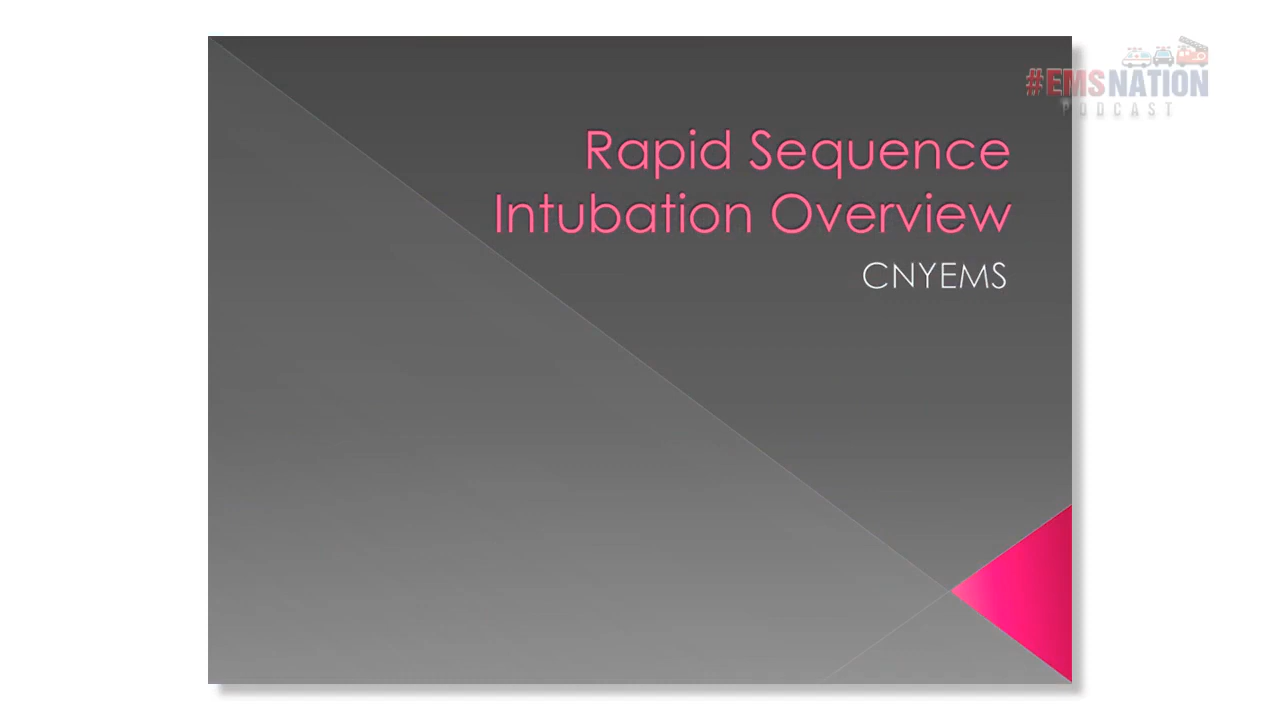 #EMSNATION
PODCAST
Rapid Sequence
Intubation Overview
CNYEMS